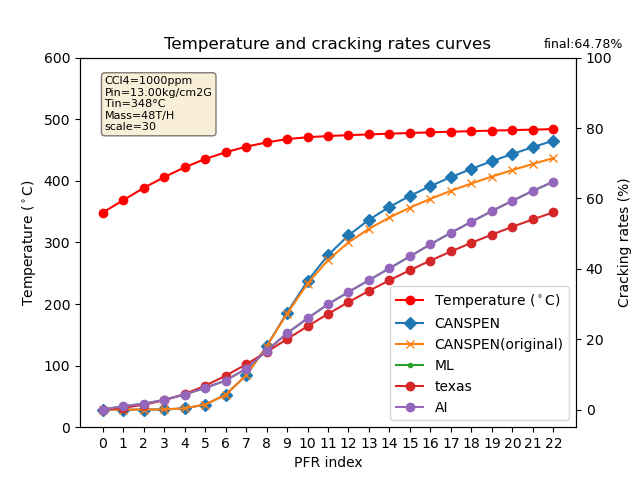 Temperature and cracking rates curves
final:64.78%
CCl4=1000ppm
Pin=13.00kg/cm2G
Tin=348°C
Mass=48T/H
scale=30
Temperature (°C)
600
500
400
300
200
100
0
100
80
60
40
20
0
Cracking rates (%)
Temperature (°C)
CANSPEN
CANSPEN(original)
ML
texas
AI
0 1 2 3 4 5 6 7 8 9 10 11 12 13 14 15 16 17 18 19 20 21 22
PFR index